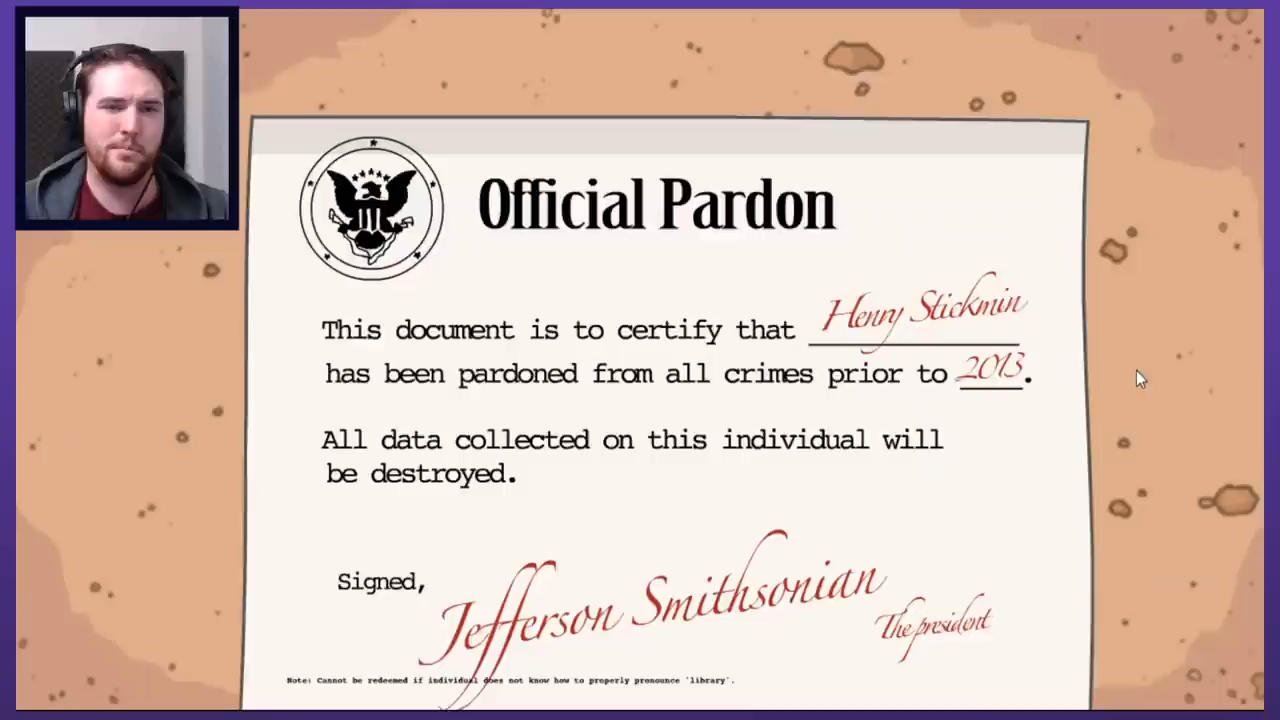 Official Pardon
This document is to certify that Henry Stickmin
has been pardoned from all crimes prior to 2013.
All data collected on this individual will
be destroyed.
Signed, Jefferson Smithsonian
The president
Note: Cannot be redeemed if individual does not know how to properly pronounce 'library'.